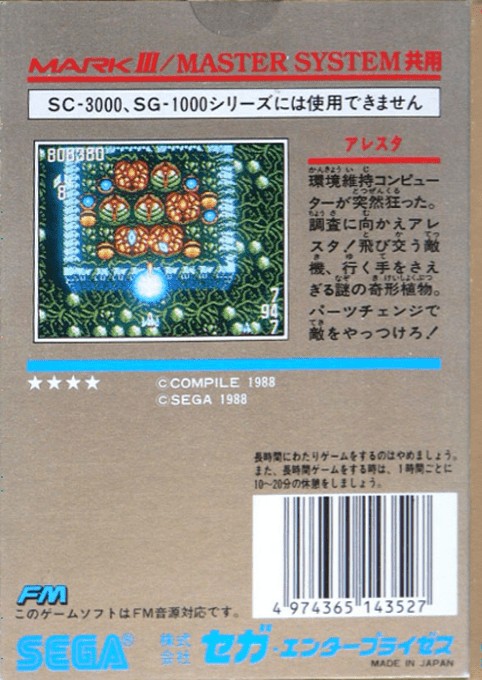 MARK III/MASTER SYSTEM共用
SC-3000、SG-1000シリーズには使用できません
808380
8
7
94
7
アレスタ
環境維持コンピュー
ターが突然狂った。
調査に向かえアレ
スタ!飛び交う敵
機、行く手をさえ
ぎる謎の奇形植物。
パーツチェンジで
敵をやっつけろ!
★★★★
©COMPILE 1988
©SEGA 1988
長時間にわたりゲームをするのはやめましょう。
また、長時間ゲームをする時は、1時間ごとに
10〜20分の休憩をしましょう。
4 974365 143527
FM
このゲームソフトはFM音源対応です。
SEGA® 株式会社 セガ・エンタープライゼス
MADE IN JAPAN